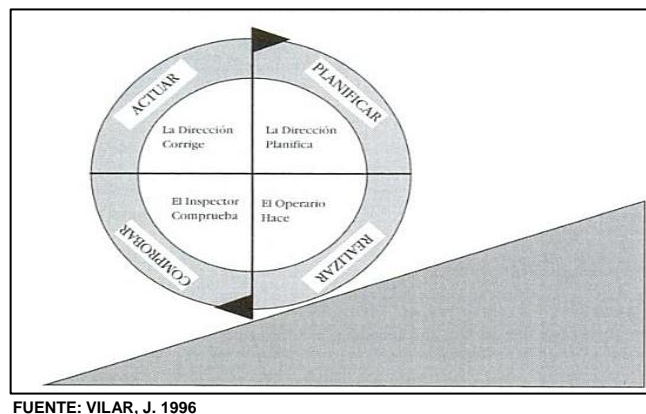 ACTUAR
PLANIFICAR
La Dirección
Corrige
La Dirección
Planifica
El Inspector
Comprueba
El Operario
Hace
COMPROBAR
REALIZAR
FUENTE: VILAR, J. 1996